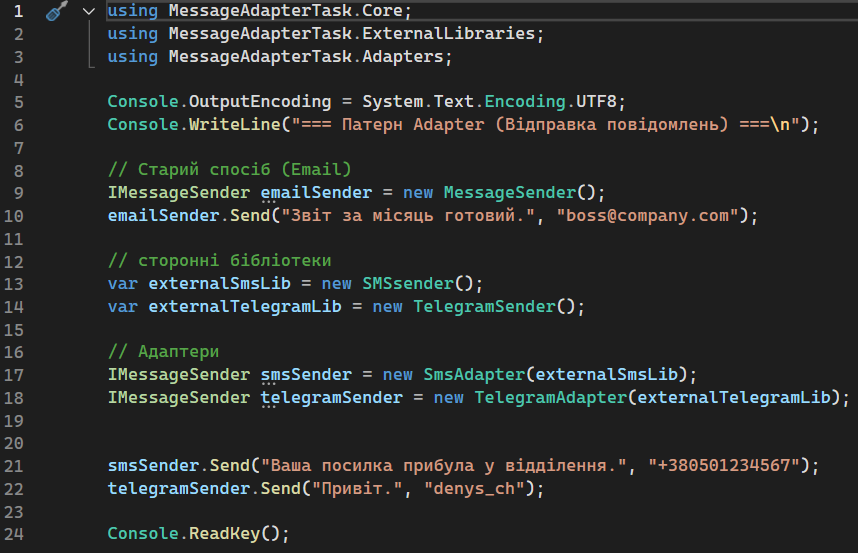 1 using MessageAdapterTask.Core;
2 using MessageAdapterTask.ExternalLibraries;
3 using MessageAdapterTask.Adapters;
4
5 Console.OutputEncoding = System.Text.Encoding.UTF8;
6 Console.WriteLine("=== Патерн Adapter (Відправка повідомлень) ===\n");
7
8 // Старий спосіб (Email)
9 IMessageSender emailSender = new MessageSender();
10 emailSender.Send("Звіт за місяць готовий.", "boss@company.com");
11
12 // сторонні бібліотеки
13 var externalSmsLib = new SMSsender();
14 var externalTelegramLib = new TelegramSender();
15
16 // Адаптери
17 IMessageSender smsSender = new SmsAdapter(externalSmsLib);
18 IMessageSender telegramSender = new TelegramAdapter(externalTelegramLib);
19
20
21 smsSender.Send("Ваша посилка прибула у відділення.", "+380501234567");
22 telegramSender.Send("Привіт.", "denys_ch");
23
24 Console.ReadKey();